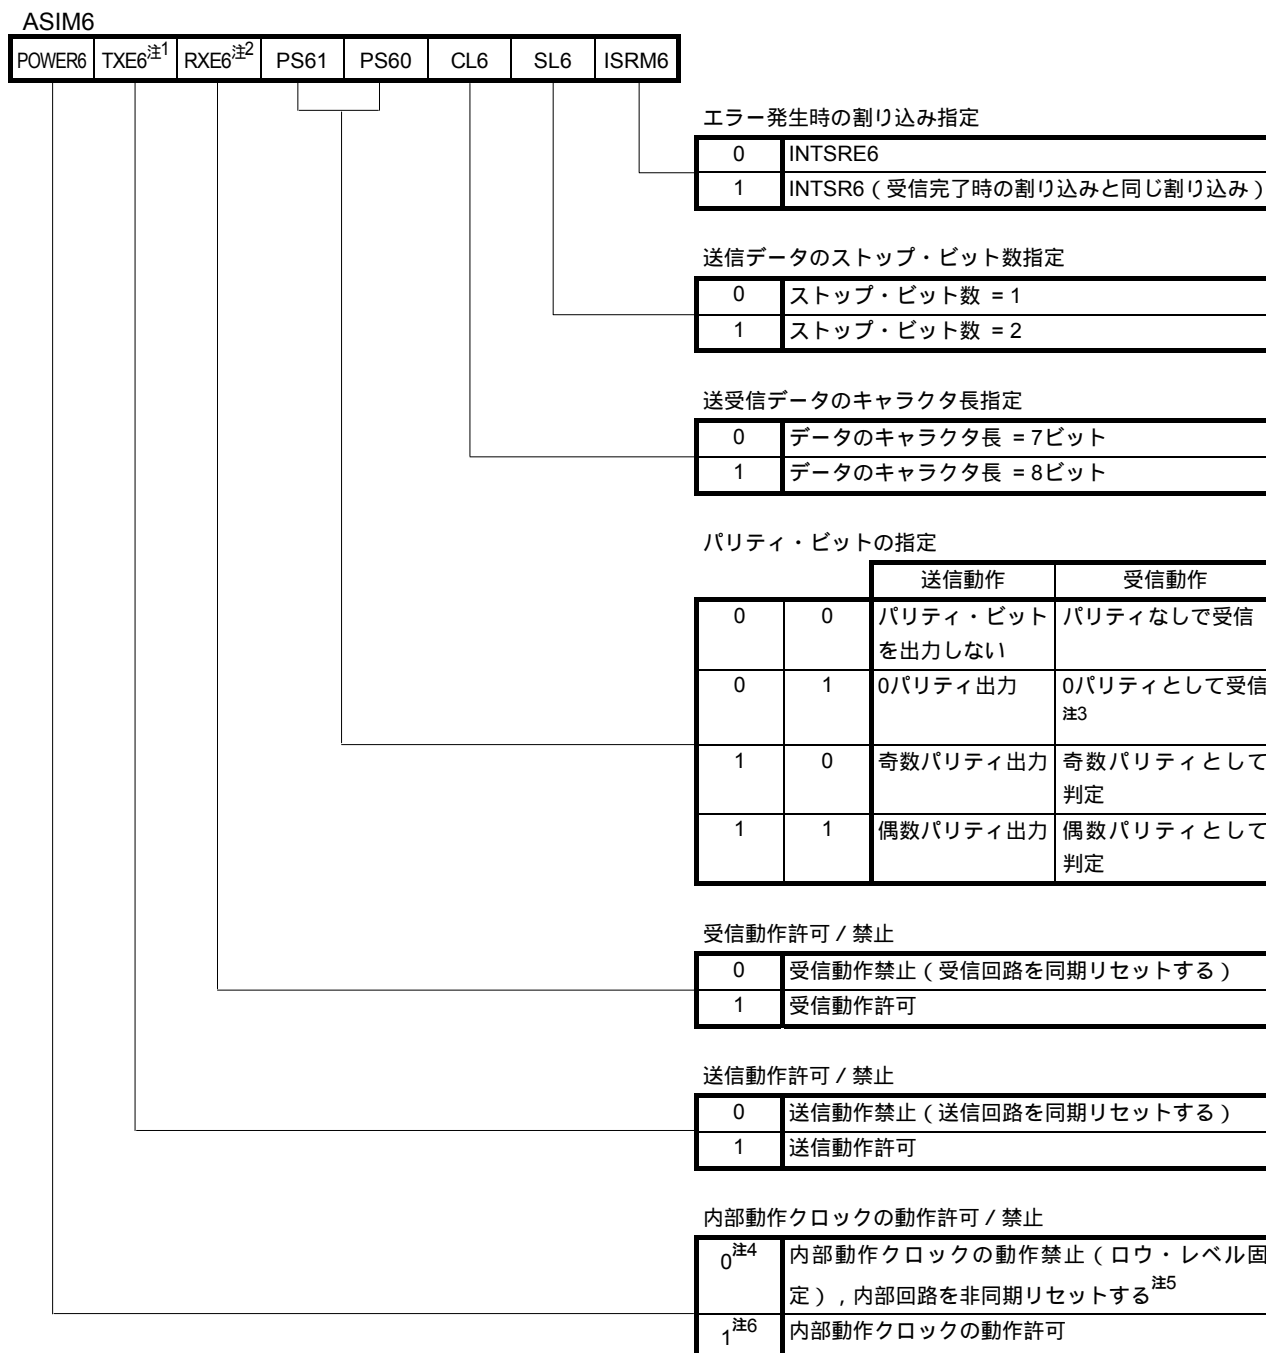 ASIM6
POWER6 TXE6注1 RXE6注2 PS61 PS60 CL6 SL6 ISRM6
エラー発生時の割り込み指定
0 INTSRE6
1 INTSR6（受信完了時の割り込みと同じ割り込み）
送信データのストップ・ビット数指定
0 ストップ・ビット数 = 1
1 ストップ・ビット数 = 2
送受信データのキャラクタ長指定
0 データのキャラクタ長 = 7ビット
1 データのキャラクタ長 = 8ビット
パリティ・ビットの指定
送信動作 受信動作
0 0 パリティ・ビット パリティなしで受信
を出力しない
0 1 0パリティ出力 0パリティとして受信
注3
1 0 奇数パリティ出力 奇数パリティとして
判定
1 1 偶数パリティ出力 偶数パリティとして
判定
受信動作許可／禁止
0 受信動作禁止（受信回路を同期リセットする）
1 受信動作許可
送信動作許可／禁止
0 送信動作禁止（送信回路を同期リセットする）
1 送信動作許可
内部動作クロックの動作許可／禁止
0注4 内部動作クロックの動作禁止（ロウ・レベル固
定），内部回路を非同期リセットする注5
1注6 内部動作クロックの動作許可